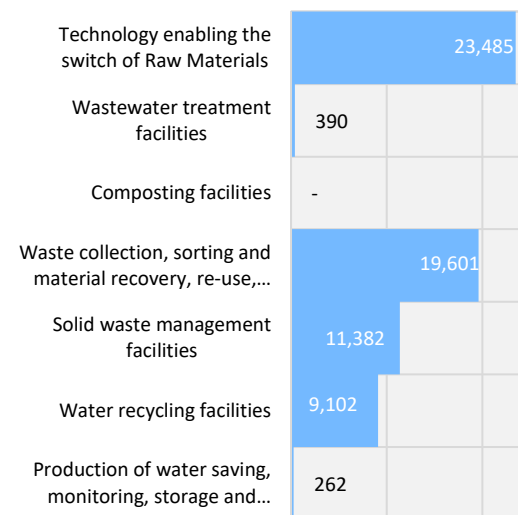 Technology enabling the
switch of Raw Materials
23,485
Wastewater treatment
facilities
390
Composting facilities
-
Waste collection, sorting and
material recovery, re-use,...
19,601
Solid waste management
facilities
11,382
Water recycling facilities
9,102
Production of water saving,
monitoring, storage and...
262